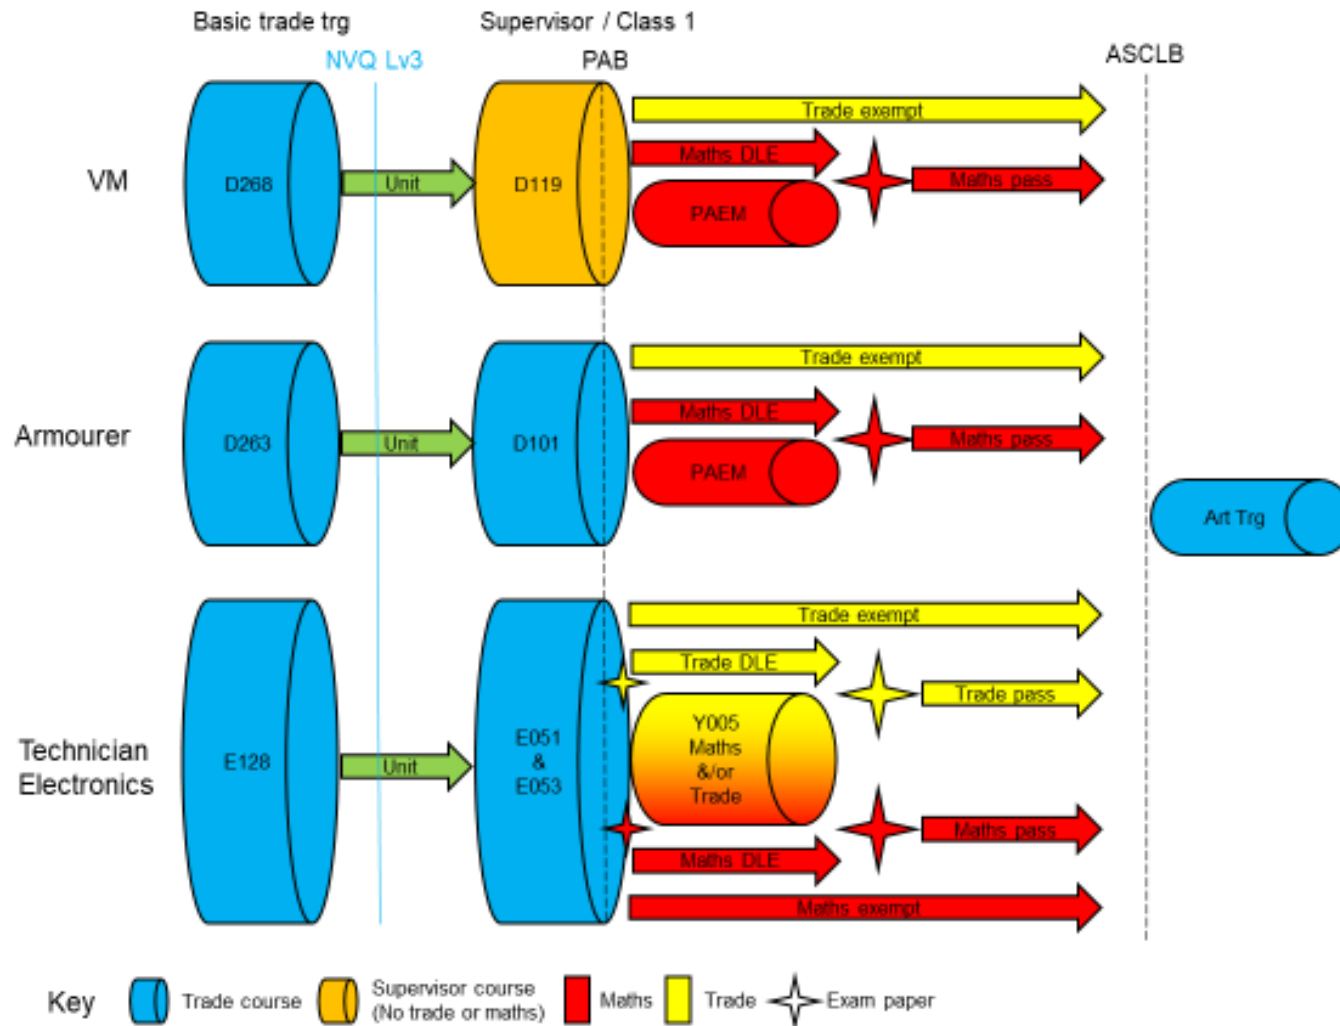 Basic trade trg
Supervisor / Class 1
NVQ Lv3
PAB
ASCLB
VM
D268
Unit
D119
Trade exempt
Maths DLE
PAEM
Maths pass
Armourer
D263
Unit
D101
Trade exempt
Maths DLE
PAEM
Maths pass
Art Trg
Technician
Electronics
E128
Unit
E051
&
E053
Trade exempt
Trade DLE
Y005
Maths
&/or
Trade
Trade pass
Maths DLE
Maths pass
Maths exempt
Key
Trade course
Supervisor course
(No trade or maths)
Maths
Trade
Exam paper